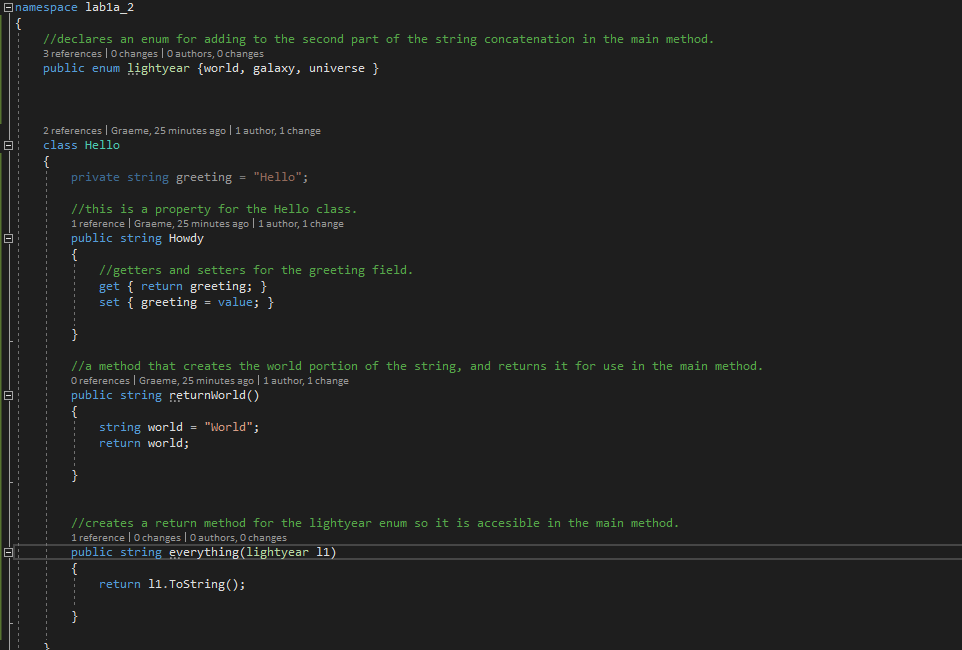 namespace lab1a_2
{
//declares an enum for adding to the second part of the string concatenation in the main method.
3 references | 0 changes | 0 authors, 0 changes
public enum lightyear {world, galaxy, universe }
2 references | Graeme, 25 minutes ago | 1 author, 1 change
class Hello
{
private string greeting = "Hello";
//this is a property for the Hello class.
1 reference | Graeme, 25 minutes ago | 1 author, 1 change
public string Howdy
{
//getters and setters for the greeting field.
get { return greeting; }
set { greeting = value; }
}
//a method that creates the world portion of the string, and returns it for use in the main method.
0 references | Graeme, 25 minutes ago | 1 author, 1 change
public string returnWorld()
{
string world = "World";
return world;
}
//creates a return method for the lightyear enum so it is accesible in the main method.
1 reference | 0 changes | 0 authors, 0 changes
public string everything(lightyear l1)
{
return l1.ToString();
}
}